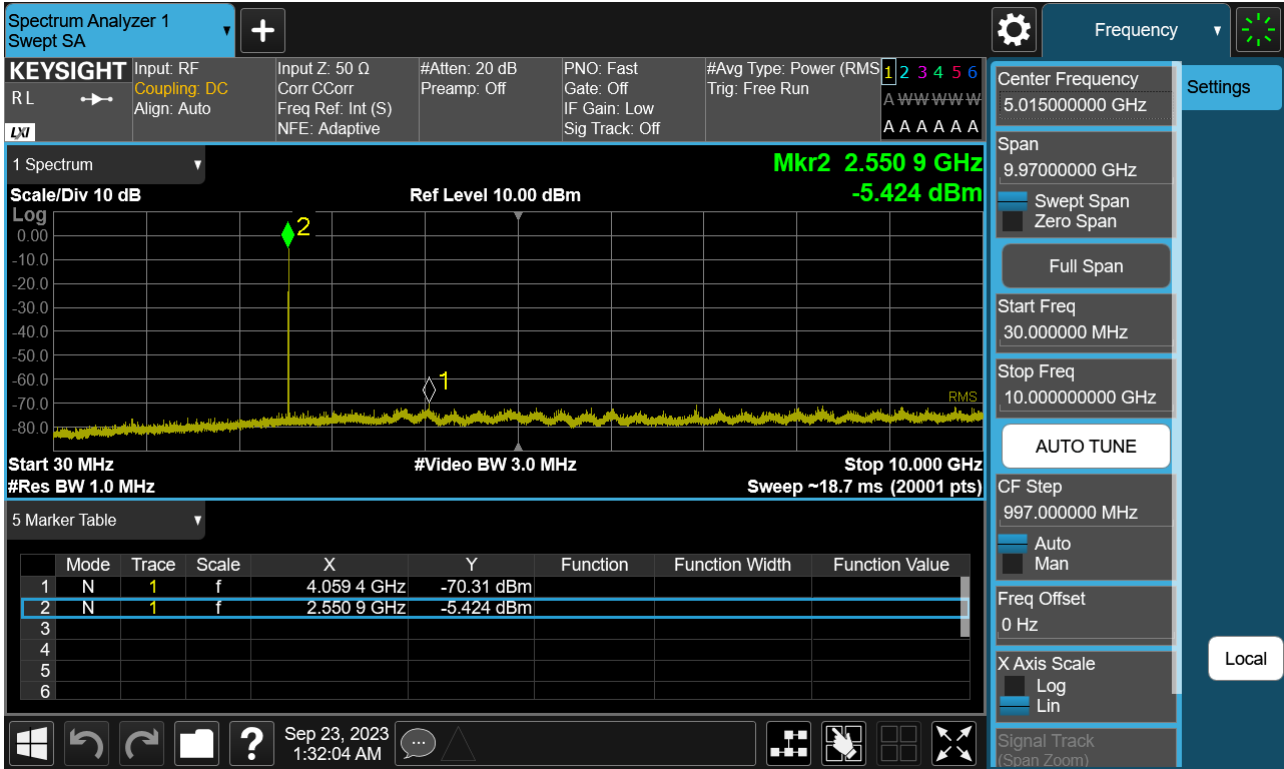 Spectrum Analyzer 1
Swept SA
Frequency
KEYSIGHT
R L
LXI
Input: RF
Coupling: DC
Align: Auto
Input Z: 50 Ω
Corr CCorr
Freq Ref: Int (S)
NFE: Adaptive
#Atten: 20 dB
Preamp: Off
PNO: Fast
Gate: Off
IF Gain: Low
Sig Track: Off
#Avg Type: Power (RMS
Trig: Free Run
1 2 3 4 5 6
A W W W W W
A A A A A A
1 Spectrum
Mkr2 2.550 9 GHz
-5.424 dBm
Scale/Div 10 dB
Ref Level 10.00 dBm
Log
0.00
-10.0
-20.0
-30.0
-40.0
-50.0
-60.0
-70.0
-80.0
2
1
RMS
Start 30 MHz
#Video BW 3.0 MHz
Stop 10.000 GHz
#Res BW 1.0 MHz
Sweep ~18.7 ms (20001 pts)
5 Marker Table
Mode Trace Scale X Y Function Function Width Function Value
1 N 1 f 4.059 4 GHz -70.31 dBm
2 N 1 f 2.550 9 GHz -5.424 dBm
3
4
5
6
Sep 23, 2023
1:32:04 AM
?
Center Frequency
5.015000000 GHz
Settings
Span
9.97000000 GHz
Swept Span
Zero Span
Full Span
Start Freq
30.000000 MHz
Stop Freq
10.000000000 GHz
AUTO TUNE
CF Step
997.000000 MHz
Auto
Man
Freq Offset
0 Hz
X Axis Scale
Log
Lin
Local
Signal Track
(Span Zoom)